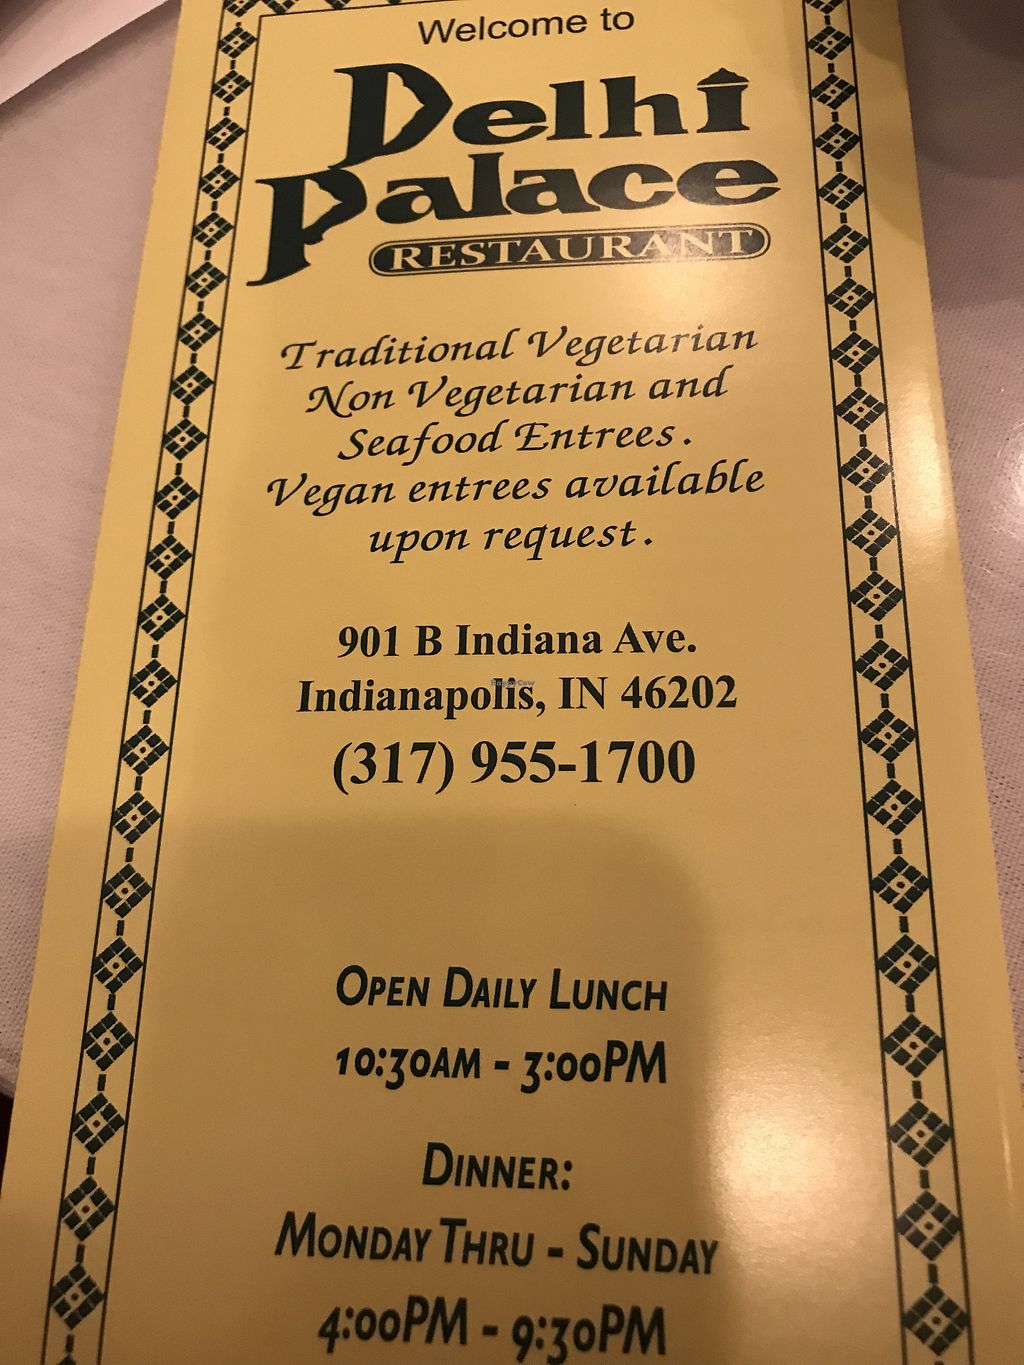 Welcome to
Delhi
Palace
RESTAURANT
Traditional Vegetarian
Non Vegetarian and
Seafood Entrees.
Vegan entrees available
upon request.
901 B Indiana Ave.
HappyCow
Indianapolis, IN 46202
(317) 955-1700
OPEN DAILY LUNCH
10:30AM - 3:00PM
DINNER:
MONDAY THRU - SUNDAY
4:00PM - 9:30PM